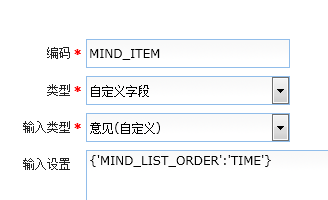 编码 * MIND_ITEM
类型 * 自定义字段
输入类型 * 意见(自定义)
输入设置 {'MIND_LIST_ORDER':'TIME'}